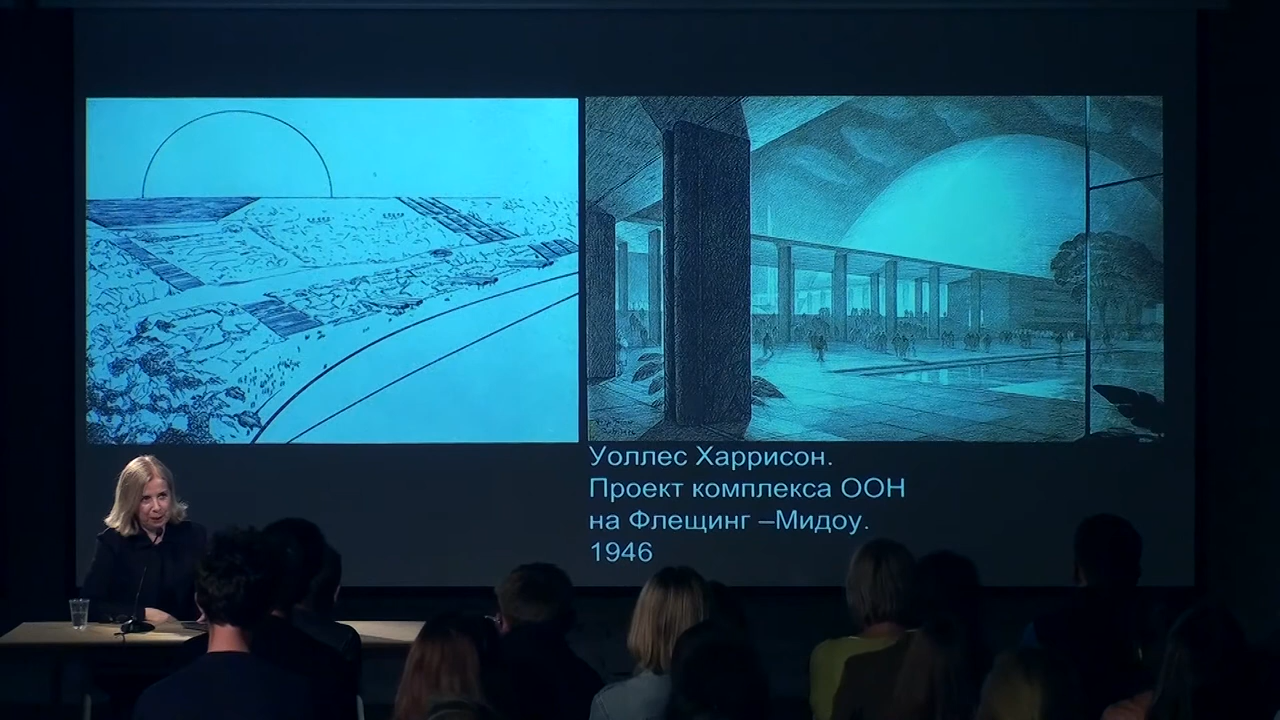 Уоллес Харрисон.
Проект комплекса ООН
на Флещинг –Мидоу.
1946